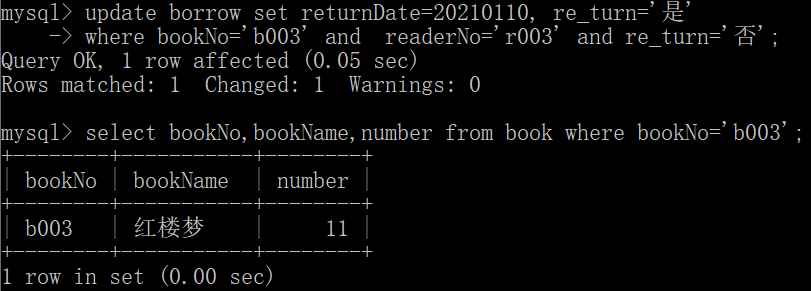 mysql> update borrow set returnDate=20210110, re_turn='是'
    -> where bookNo='b003' and  readerNo='r003' and re_turn='否';
Query OK, 1 row affected (0.05 sec)
Rows matched: 1  Changed: 1  Warnings: 0

mysql> select bookNo,bookName,number from book where bookNo='b003';
+--------+-----------+--------+
| bookNo | bookName  | number |
+--------+-----------+--------+
| b003   | 红楼梦    |     11 |
+--------+-----------+--------+
1 row in set (0.00 sec)